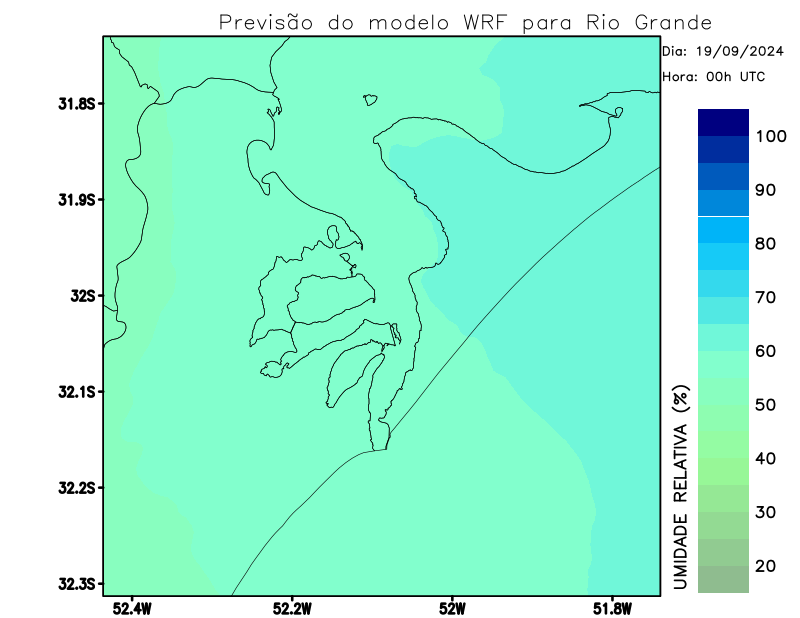 Previsão do modelo WRF para Rio Grande
Dia: 19/09/2024
Hora: 00h UTC
31.8S
31.9S
32S
32.1S
32.2S
32.3S
52.4W
52.2W
52W
51.8W
100
90
80
70
60
50
40
30
20
UMIDADE RELATIVA (%)